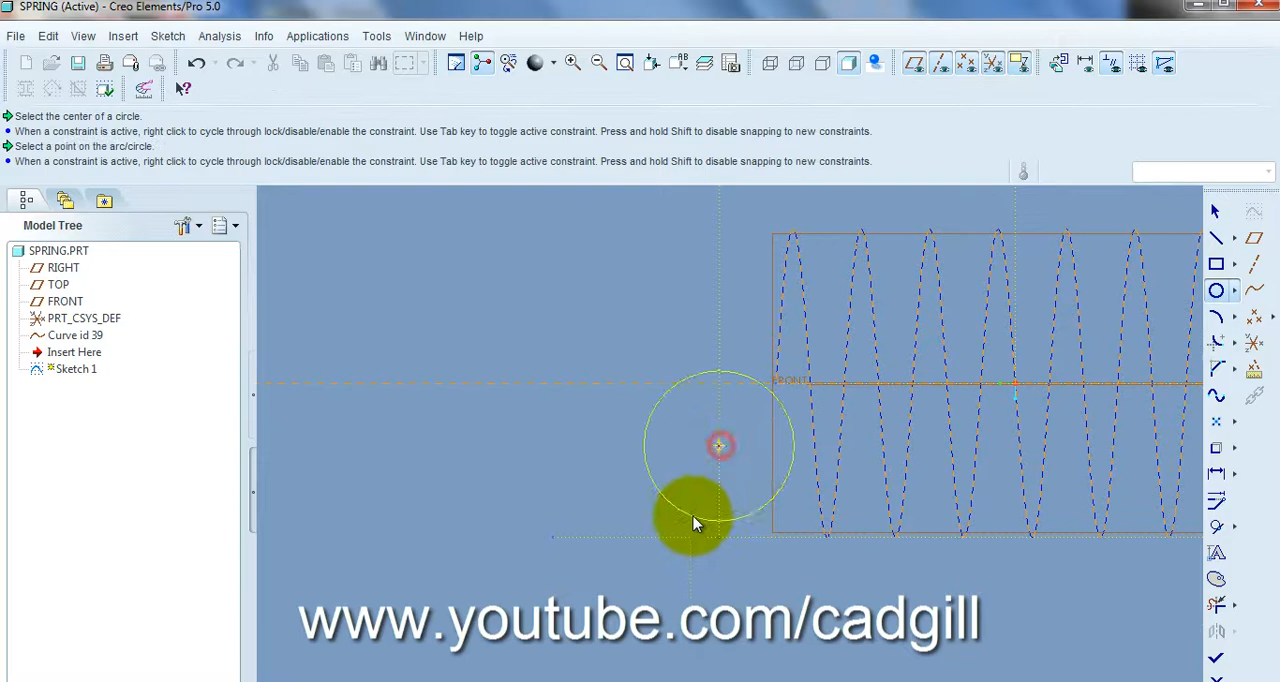 SPRING (Active) - Creo Elements/Pro 5.0
File Edit View Insert Sketch Analysis Info Applications Tools Window Help
Select the center of a circle.
When a constraint is active, right click to cycle through lock/disable/enable the constraint. Use Tab key to toggle active constraint. Press and hold Shift to disable snapping to new constraints.
Select a point on the arc/circle.
When a constraint is active, right click to cycle through lock/disable/enable the constraint. Use Tab key to toggle active constraint. Press and hold Shift to disable snapping to new constraints.
Model Tree
SPRING.PRT
RIGHT
TOP
FRONT
PRT_CSYS_DEF
Curve id 39
Insert Here
Sketch 1
FRONT
www.youtube.com/cadgill